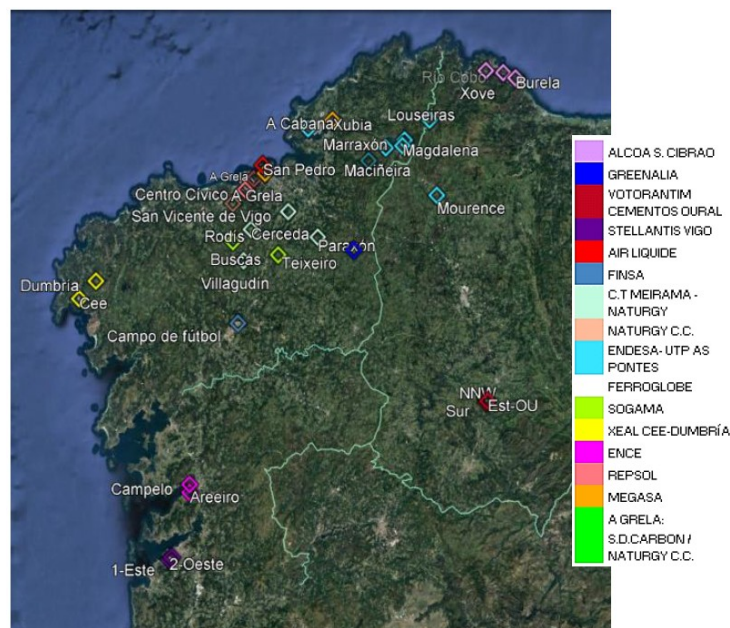 Río Cobo
Burela
Xove
Louseiras
A Cabana
Xubia
Marraxón
Magdalena
Maciñeira
San Pedro
A Grela
Centro Cívico
A Grela
Mourence
San Vicente de Vigo
Rodís
Cerceda
Paraxón
Buscás
Teixeiro
Villagudín
Dumbria
Cee
Campo de fútbol
NNW
Sur
Est-OU
Campelo
Areeiro
1-Este
2-Oeste
ALCOA S. CIBRAO
GREENALIA
VOTORANTIM
CEMENTOS OURAL
STELLANTIS VIGO
AIR LIQUIDE
FINSA
C.T MEIRAMA -
NATURGY
NATURGY C.C.
ENDESA- UTP AS
PONTES
FERROGLOBE
SOGAMA
XEAL CEE-DUMBRÍA
ENCE
REPSOL
MEGASA
A GRELA:
S.D.CARBON /
NATURGY C.C.